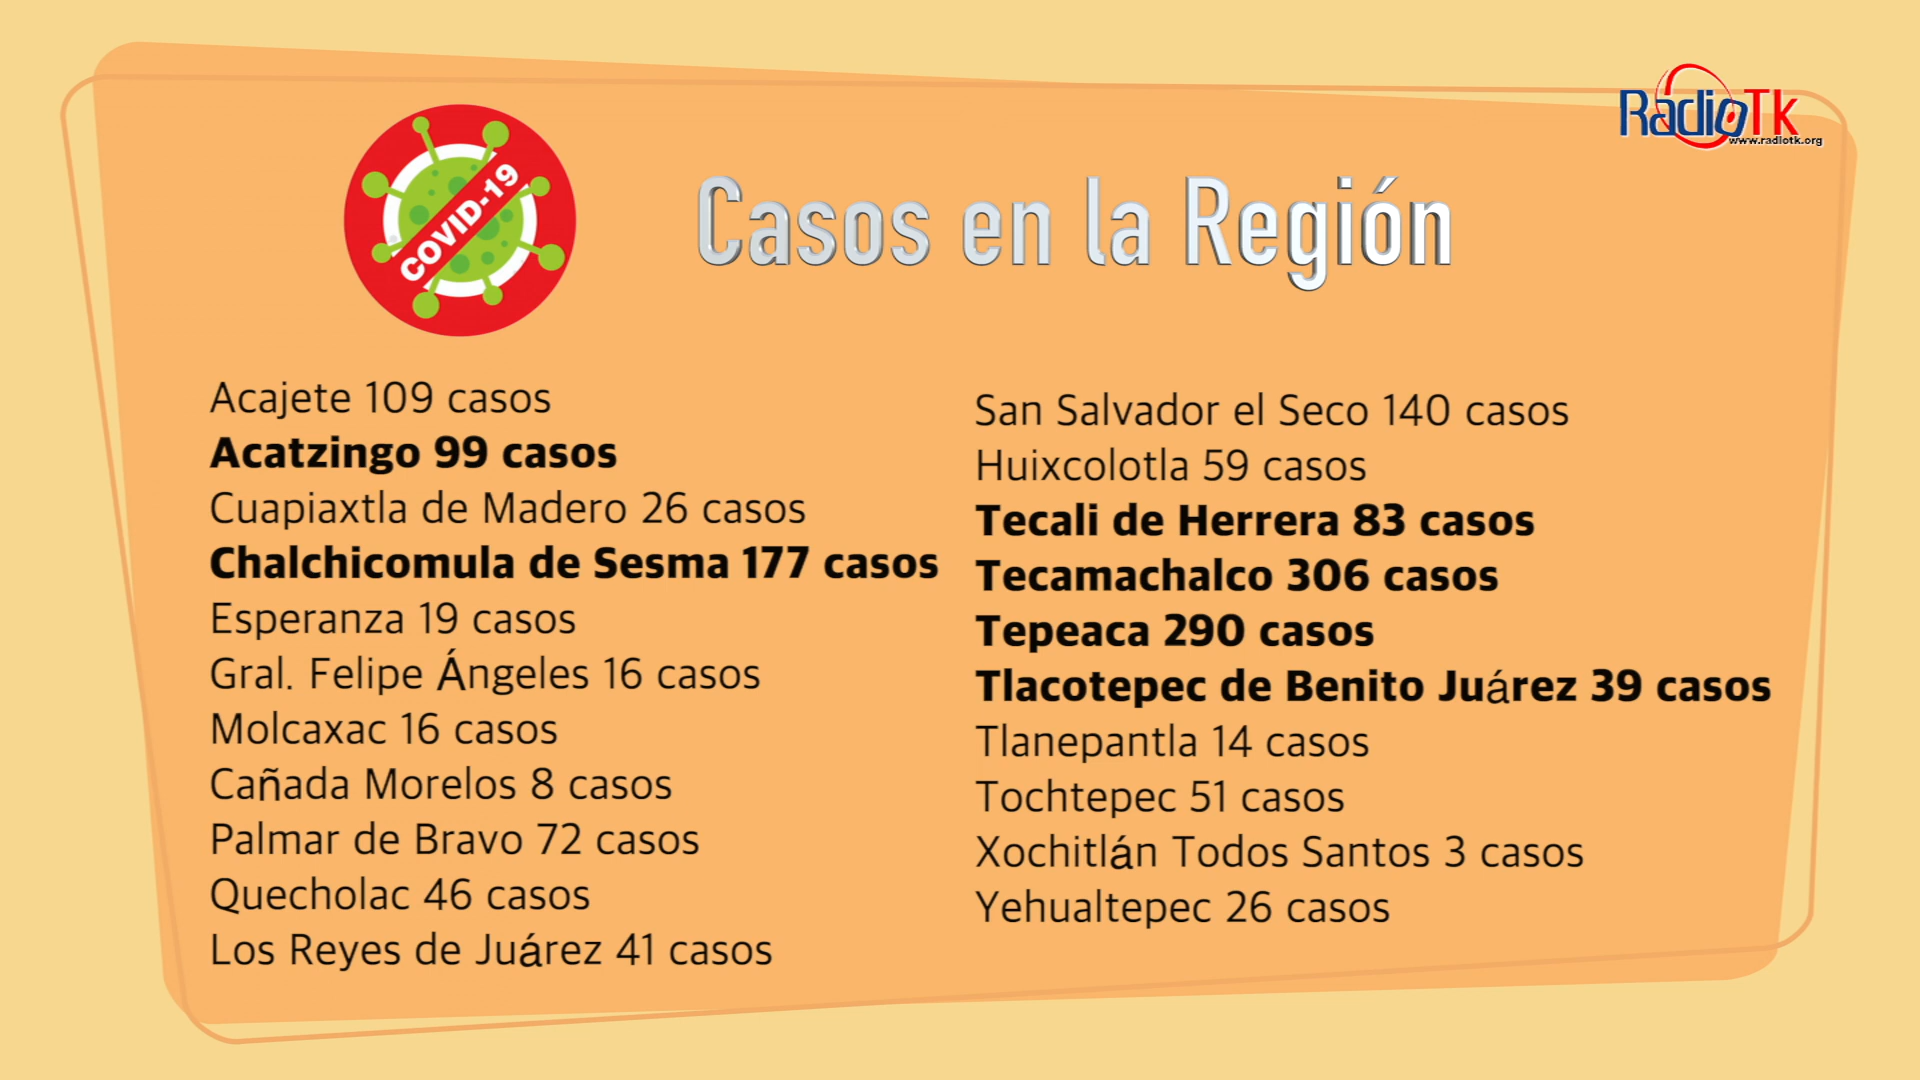 COVID-19
Casos en la Región
RadioTk
www.radiotk.org
Acajete 109 casos
Acatzingo 99 casos
Cuapiaxtla de Madero 26 casos
Chalchicomula de Sesma 177 casos
Esperanza 19 casos
Gral. Felipe Ángeles 16 casos
Molcaxac 16 casos
Cañada Morelos 8 casos
Palmar de Bravo 72 casos
Quecholac 46 casos
Los Reyes de Juárez 41 casos
San Salvador el Seco 140 casos
Huixcolotla 59 casos
Tecali de Herrera 83 casos
Tecamachalco 306 casos
Tepeaca 290 casos
Tlacotepec de Benito Juárez 39 casos
Tlanepantla 14 casos
Tochtepec 51 casos
Xochitlán Todos Santos 3 casos
Yehualtepec 26 casos